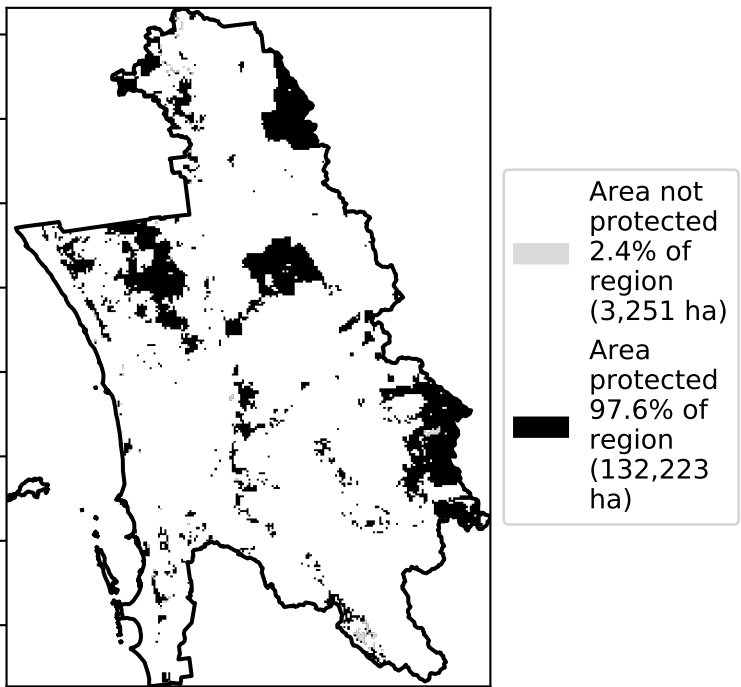 Area not
protected
2.4% of
region
(3,251 ha)
Area
protected
97.6% of
region
(132,223
ha)